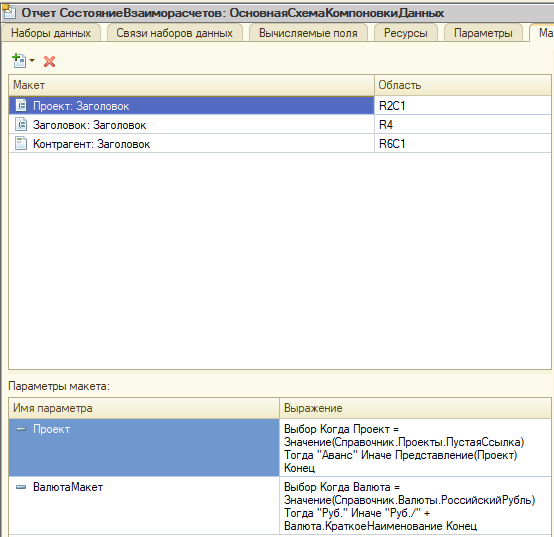 Отчет СостояниеВзаиморасчетов: ОсновнаяСхемаКомпоновкиДанных
Наборы данных Связи наборов данных Вычисляемые поля Ресурсы Параметры Ма
Макет Область
Проект: Заголовок R2C1
Заголовок: Заголовок R4
Контрагент: Заголовок R6C1
Параметры макета:
Имя параметра Выражение
Проект Выбор Когда Проект =
Значение(Справочник.Проекты.ПустаяСсылка)
Тогда "Аванс" Иначе Представление(Проект)
Конец
ВалютаМакет Выбор Когда Валюта =
Значение(Справочник.Валюты.РоссийскийРубль)
Тогда "Руб." Иначе "Руб./" +
Валюта.КраткоеНаименование Конец